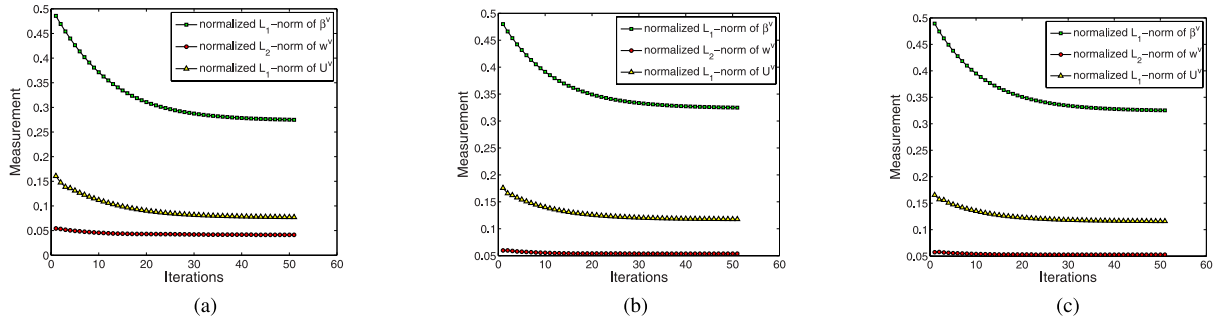 normalized L1-norm of βv
normalized L2-norm of wv
normalized L1-norm of Uv
Measurement
0.5
0.45
0.4
0.35
0.3
0.25
0.2
0.15
0.1
0.05
0
0 10 20 30 40 50 60
Iterations
(a)
normalized L1-norm of βv
normalized L2-norm of wv
normalized L1-norm of Uv
Measurement
0.5
0.45
0.4
0.35
0.3
0.25
0.2
0.15
0.1
0.05
0 10 20 30 40 50 60
Iterations
(b)
normalized L1-norm of βv
normalized L2-norm of wv
normalized L1-norm of Uv
Measurement
0.5
0.45
0.4
0.35
0.3
0.25
0.2
0.15
0.1
0.05
0 10 20 30 40 50 60
Iterations
(c)